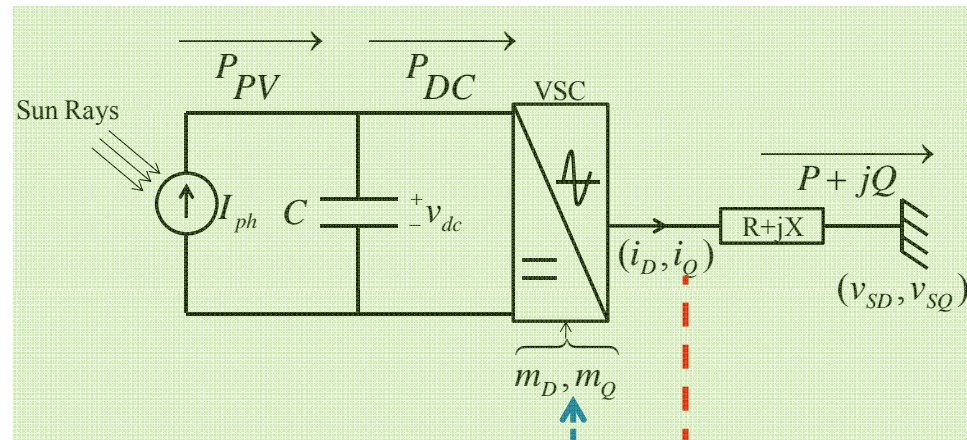 P_PV
P_DC
VSC
Sun Rays
P + jQ
I_ph
C
+
−
v_dc
R+jX
(i_D, i_Q)
(v_SD, v_SQ)
m_D, m_Q